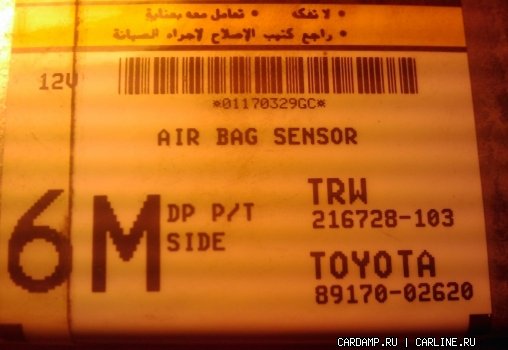 • لا تفكه • تعامل معه بعناية
• راجع كتيب الإصلاح لاجراء الصيانة
12V
*01170329GC*
AIR BAG SENSOR
6M
DP P/T
SIDE
TRW
216728-103
TOYOTA
89170-02620
CARDAMP.RU | CARLINE.RU